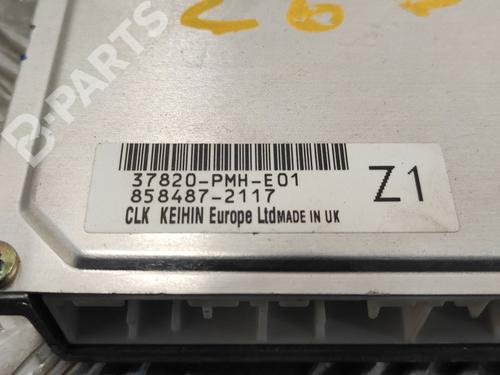 B-PARTS
37820-PMH-E01
858487-2117
CLK KEIHIN Europe Ltd MADE IN UK
Z1